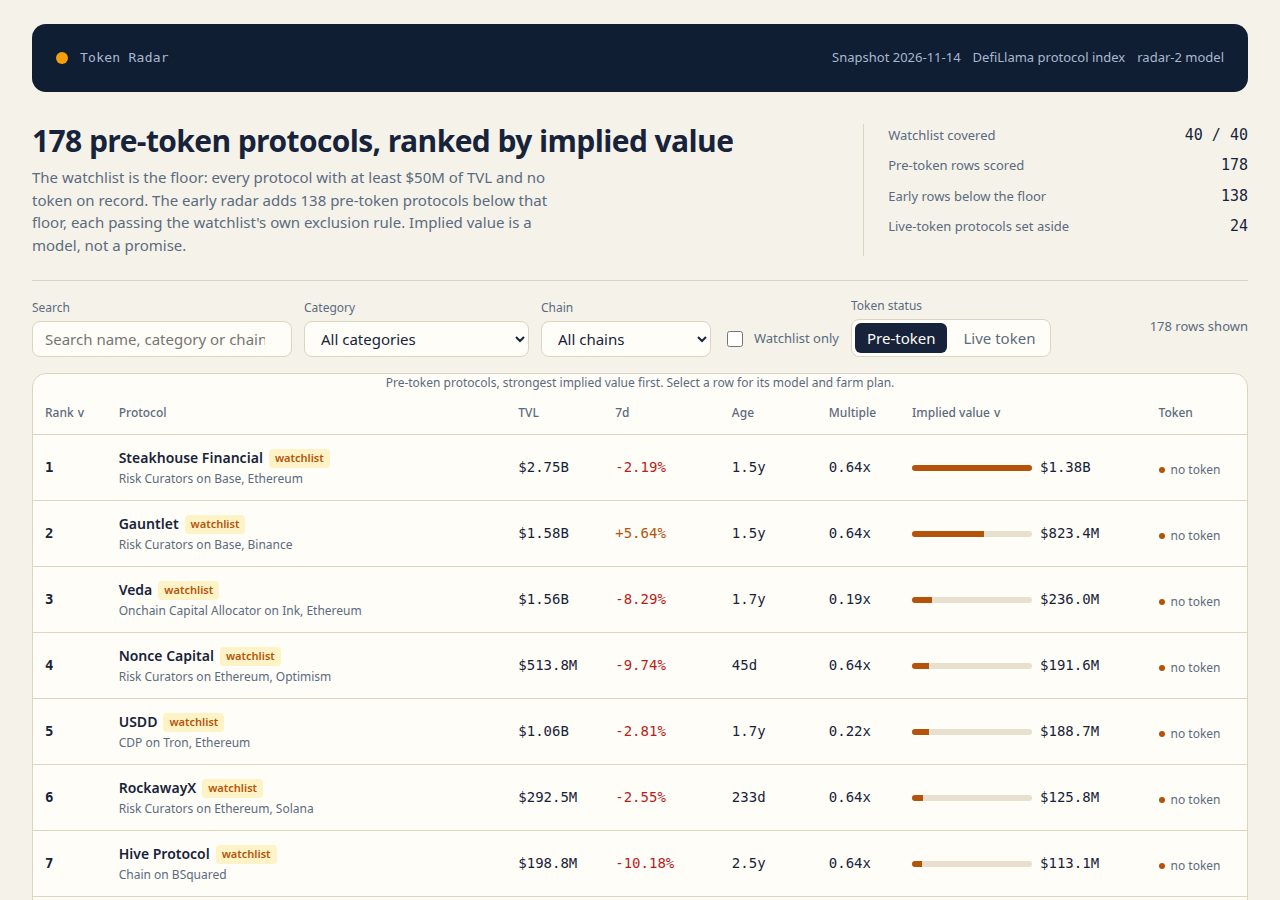 Token Radar
Snapshot 2026-11-14 DefiLlama protocol index radar-2 model
178 pre-token protocols, ranked by implied value
The watchlist is the floor: every protocol with at least $50M of TVL and no
token on record. The early radar adds 138 pre-token protocols below that
floor, each passing the watchlist's own exclusion rule. Implied value is a
model, not a promise.
Watchlist covered 40 / 40
Pre-token rows scored 178
Early rows below the floor 138
Live-token protocols set aside 24
Search
Search name, category or chain
Category
All categories
Chain
All chains
Watchlist only
Token status
Pre-token Live token
178 rows shown
Pre-token protocols, strongest implied value first. Select a row for its model and farm plan.
Rank v Protocol TVL 7d Age Multiple Implied value v Token
1 Steakhouse Financial watchlist $2.75B -2.19% 1.5y 0.64x $1.38B no token
Risk Curators on Base, Ethereum
2 Gauntlet watchlist $1.58B +5.64% 1.5y 0.64x $823.4M no token
Risk Curators on Base, Binance
3 Veda watchlist $1.56B -8.29% 1.7y 0.19x $236.0M no token
Onchain Capital Allocator on Ink, Ethereum
4 Nonce Capital watchlist $513.8M -9.74% 45d 0.64x $191.6M no token
Risk Curators on Ethereum, Optimism
5 USDD watchlist $1.06B -2.81% 1.7y 0.22x $188.7M no token
CDP on Tron, Ethereum
6 RockawayX watchlist $292.5M -2.55% 233d 0.64x $125.8M no token
Risk Curators on Ethereum, Solana
7 Hive Protocol watchlist $198.8M -10.18% 2.5y 0.64x $113.1M no token
Chain on BSquared